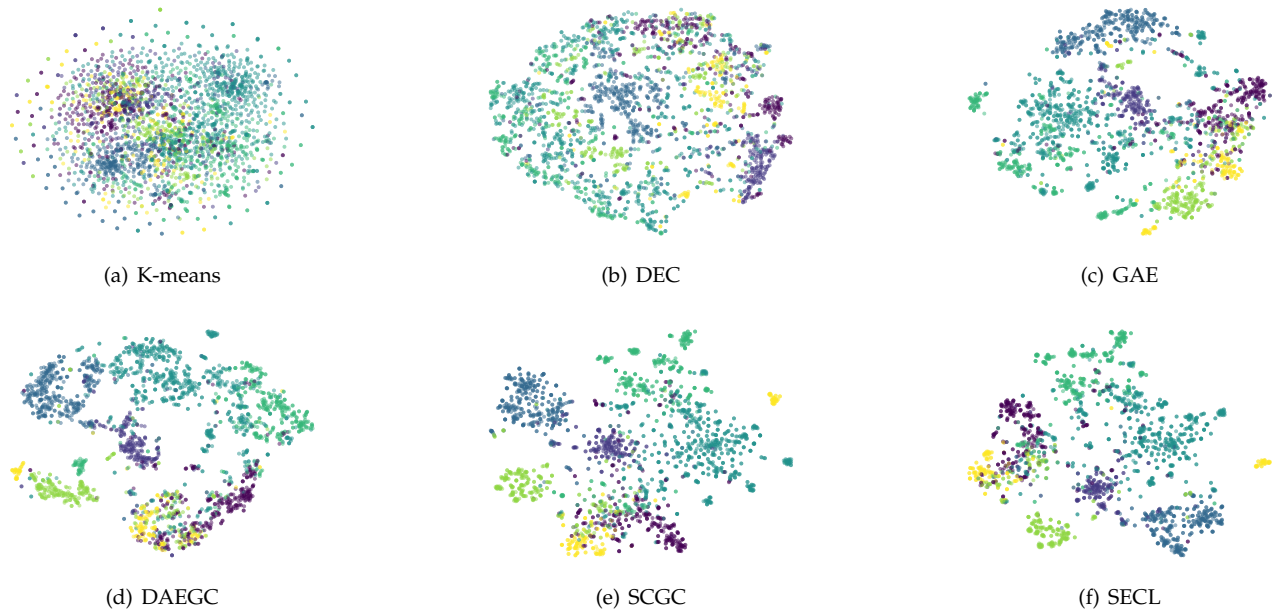 (a) K-means
(b) DEC
(c) GAE
(d) DAEGC
(e) SCGC
(f) SECL